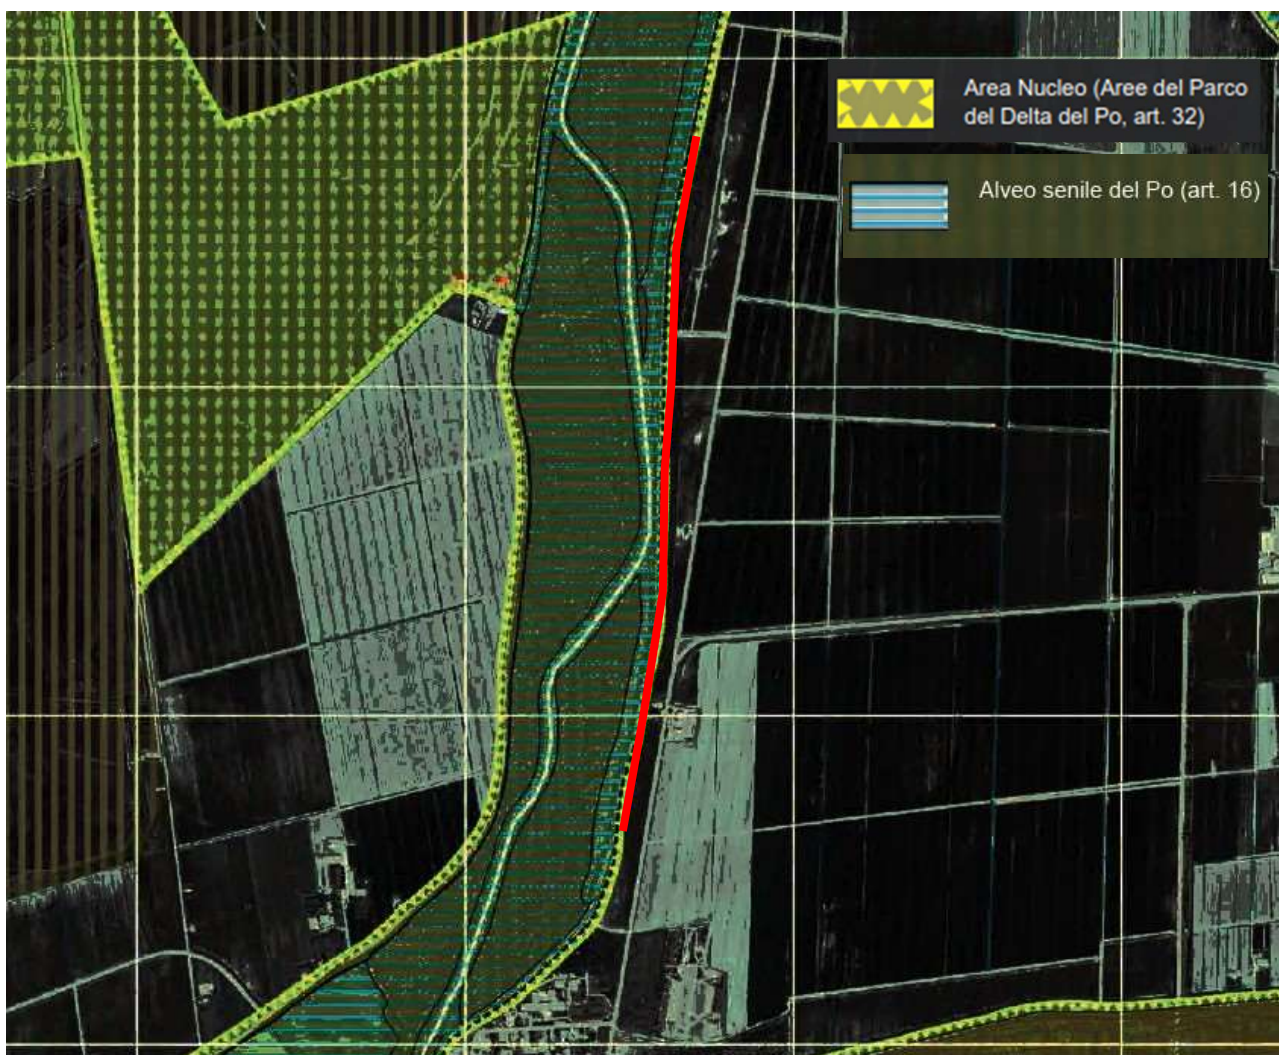 Area Nucleo (Aree del Parco
del Delta del Po, art. 32)
Alveo senile del Po (art. 16)